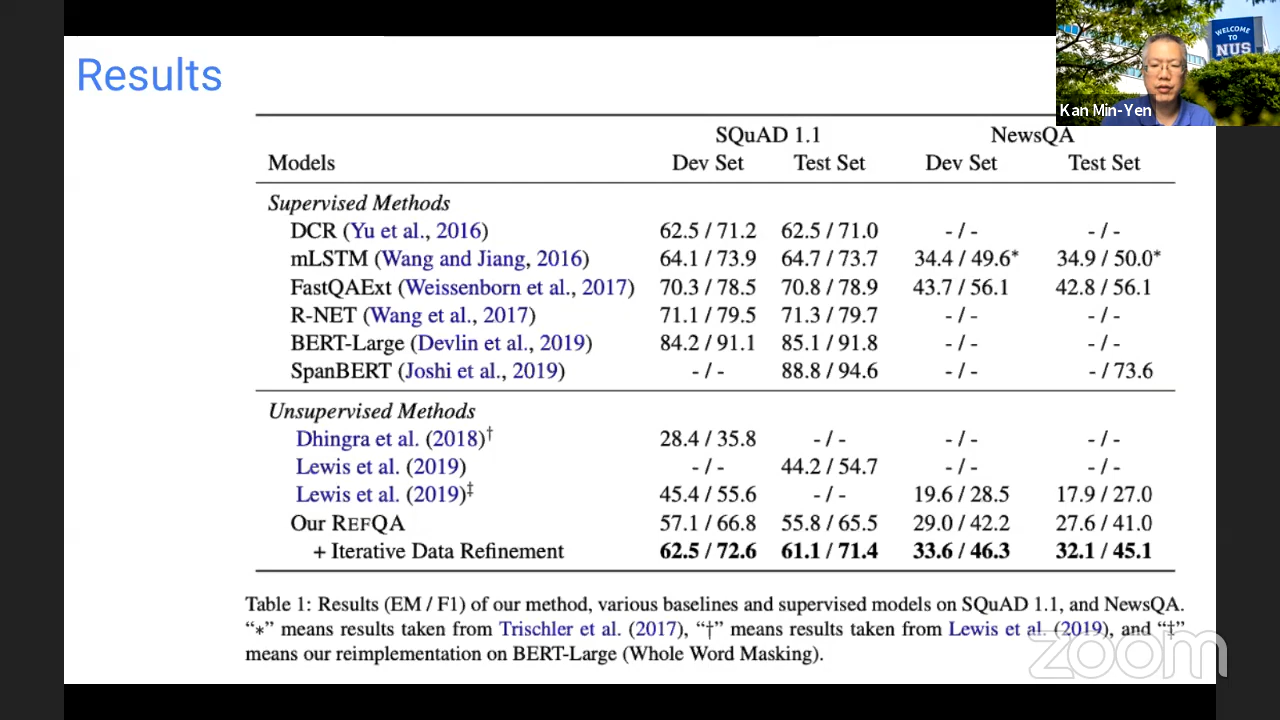 Results
WELCOME
TO
NUS
Kan Min-Yen
SQuAD 1.1 NewsQA
Models Dev Set Test Set Dev Set Test Set
Supervised Methods
DCR (Yu et al., 2016) 62.5 / 71.2 62.5 / 71.0 - / - - / -
mLSTM (Wang and Jiang, 2016) 64.1 / 73.9 64.7 / 73.7 34.4 / 49.6* 34.9 / 50.0*
FastQAExt (Weissenborn et al., 2017) 70.3 / 78.5 70.8 / 78.9 43.7 / 56.1 42.8 / 56.1
R-NET (Wang et al., 2017) 71.1 / 79.5 71.3 / 79.7 - / - - / -
BERT-Large (Devlin et al., 2019) 84.2 / 91.1 85.1 / 91.8 - / - - / -
SpanBERT (Joshi et al., 2019) - / - 88.8 / 94.6 - / - - / 73.6
Unsupervised Methods
Dhingra et al. (2018)† 28.4 / 35.8 - / - - / - - / -
Lewis et al. (2019) - / - 44.2 / 54.7 - / - - / -
Lewis et al. (2019)‡ 45.4 / 55.6 - / - 19.6 / 28.5 17.9 / 27.0
Our REFQA 57.1 / 66.8 55.8 / 65.5 29.0 / 42.2 27.6 / 41.0
+ Iterative Data Refinement 62.5 / 72.6 61.1 / 71.4 33.6 / 46.3 32.1 / 45.1
Table 1: Results (EM / F1) of our method, various baselines and supervised models on SQuAD 1.1, and NewsQA.
“*” means results taken from Trischler et al. (2017), “†” means results taken from Lewis et al. (2019), and “‡”
means our reimplementation on BERT-Large (Whole Word Masking).
zoom